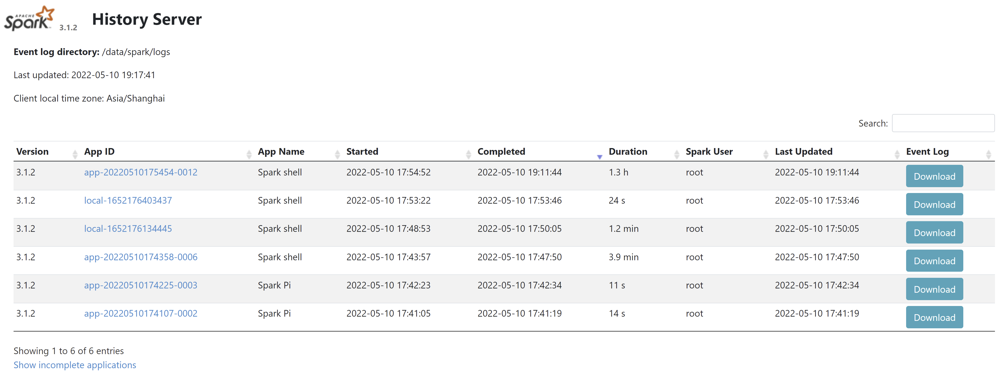 APACHE
Spark™ 3.1.2 History Server
Event log directory: /data/spark/logs
Last updated: 2022-05-10 19:17:41
Client local time zone: Asia/Shanghai
Search:
Version App ID App Name Started Completed Duration Spark User Last Updated Event Log
3.1.2 app-20220510175454-0012 Spark shell 2022-05-10 17:54:52 2022-05-10 19:11:44 1.3 h root 2022-05-10 19:11:44 Download
3.1.2 local-1652176403437 Spark shell 2022-05-10 17:53:22 2022-05-10 17:53:46 24 s root 2022-05-10 17:53:46 Download
3.1.2 local-1652176134445 Spark shell 2022-05-10 17:48:53 2022-05-10 17:50:05 1.2 min root 2022-05-10 17:50:05 Download
3.1.2 app-20220510174358-0006 Spark shell 2022-05-10 17:43:57 2022-05-10 17:47:50 3.9 min root 2022-05-10 17:47:50 Download
3.1.2 app-20220510174225-0003 Spark Pi 2022-05-10 17:42:23 2022-05-10 17:42:34 11 s root 2022-05-10 17:42:34 Download
3.1.2 app-20220510174107-0002 Spark Pi 2022-05-10 17:41:05 2022-05-10 17:41:19 14 s root 2022-05-10 17:41:19 Download
Showing 1 to 6 of 6 entries
Show incomplete applications